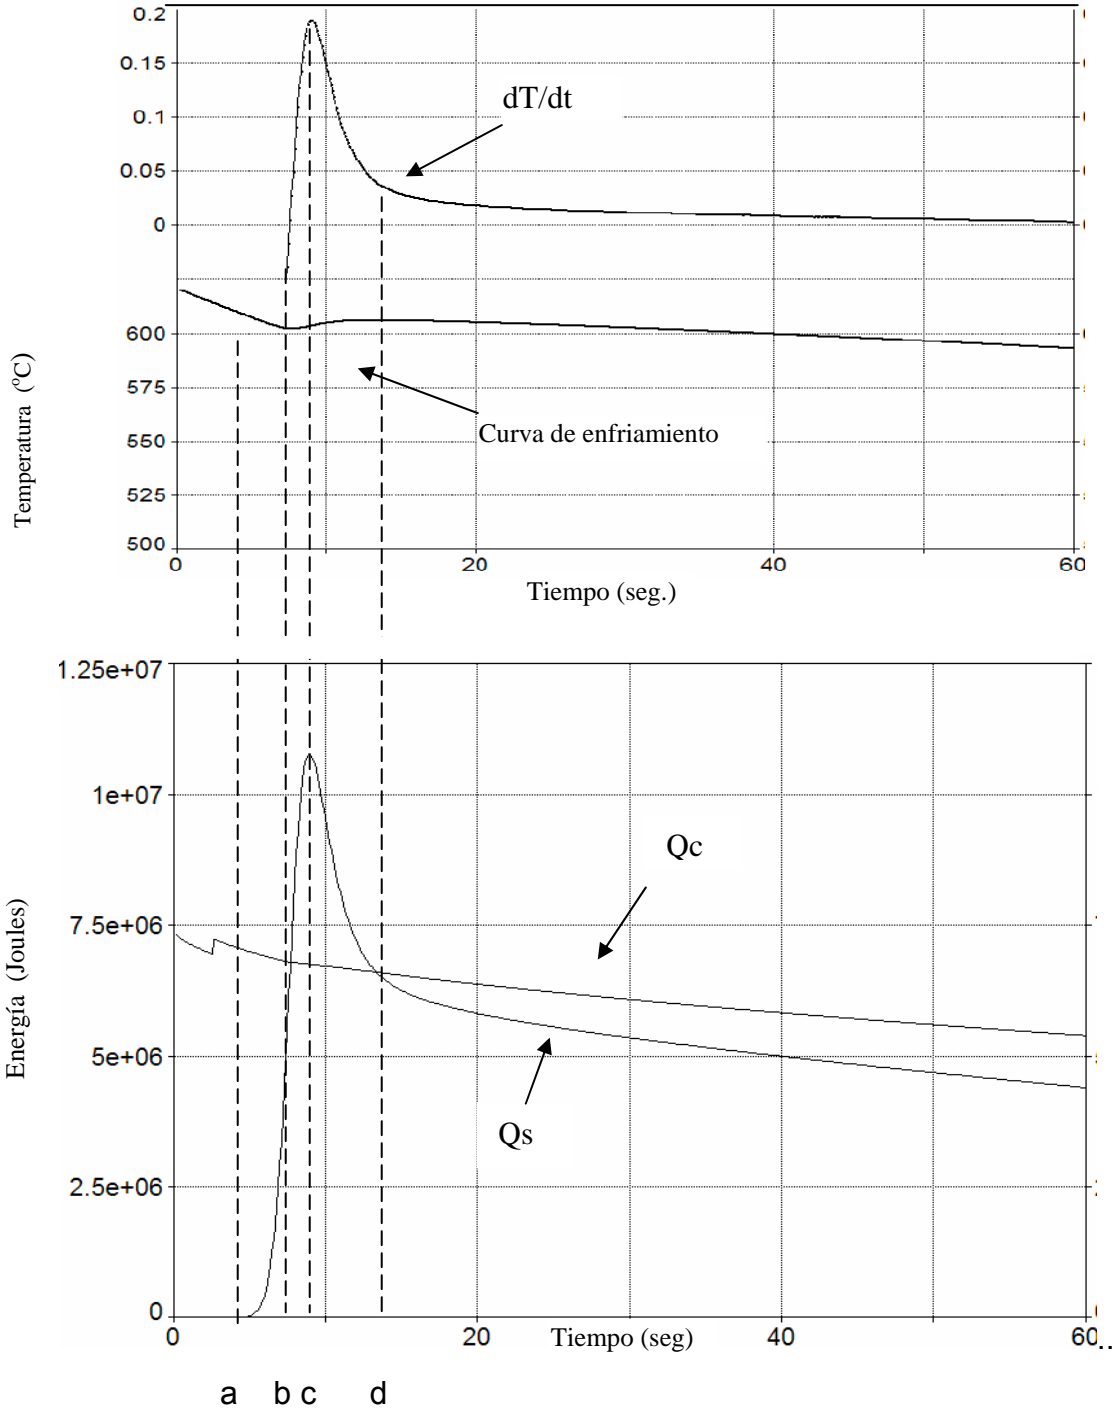 0.2
0.15
0.1
0.05
0
dT/dt
600
575
550
525
500
Temperatura (°C)
Curva de enfriamiento
0
20
40
60
Tiempo (seg.)
1.25e+07
1e+07
7.5e+06
5e+06
2.5e+06
0
Energía (Joules)
Qc
Qs
0
20
Tiempo (seg)
40
60..
a b c d